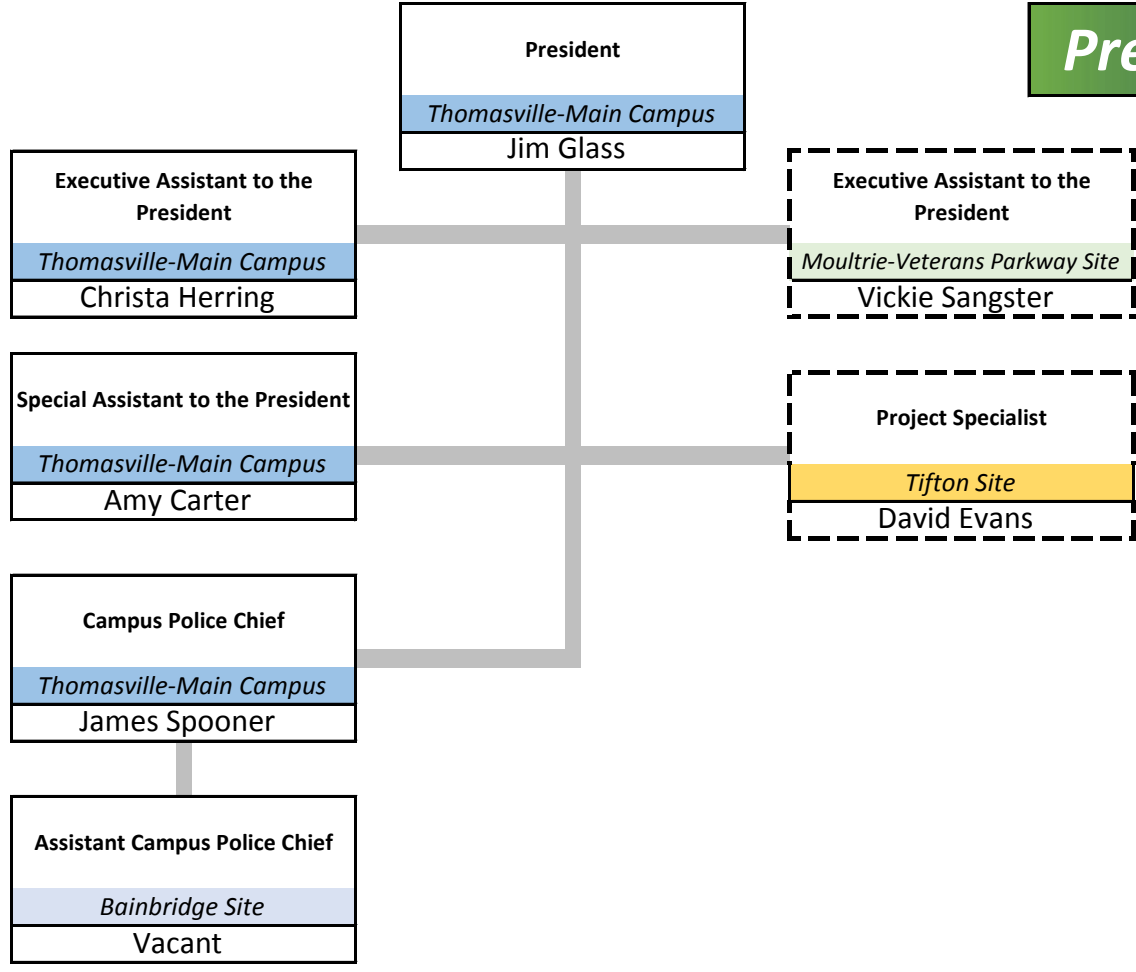 President
Thomasville-Main Campus
Jim Glass
Pre
Executive Assistant to the
President
Thomasville-Main Campus
Christa Herring
Executive Assistant to the
President
Moultrie-Veterans Parkway Site
Vickie Sangster
Special Assistant to the President
Thomasville-Main Campus
Amy Carter
Project Specialist
Tifton Site
David Evans
Campus Police Chief
Thomasville-Main Campus
James Spooner
Assistant Campus Police Chief
Bainbridge Site
Vacant